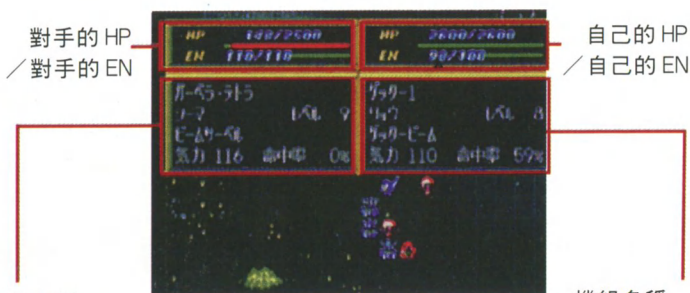 對手的 HP
／對手的 EN
自己的 HP
／自己的 EN
HP 140/2500
EN 110/110
HP 2600/2600
EN 90/100
ガーベラ・テトラ
シーマ レベル 9
ビームサーベル
気力 116 命中率 0%
ゲッター1
リョウ レベル 8
ゲッタービーム
気力 110 命中率 59%